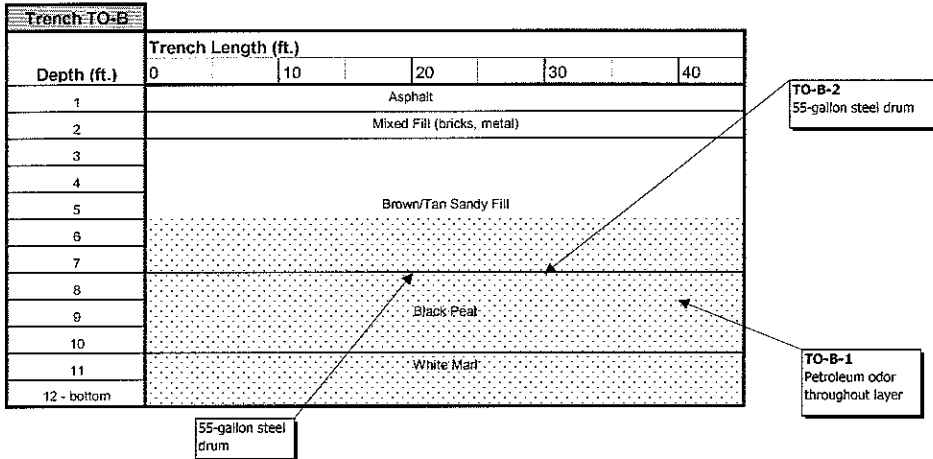 Trench TO-B
Trench Length (ft.)
Depth (ft.)
0 10 20 30 40
1
Asphalt
2
Mixed Fill (bricks, metal)
3
4
5
Brown/Tan Sandy Fill
6
7
8
9
Black Peat
10
11
White Marl
12 - bottom
TO-B-2
55-gallon steel drum
TO-B-1
Petroleum odor
throughout layer
55-gallon steel
drum